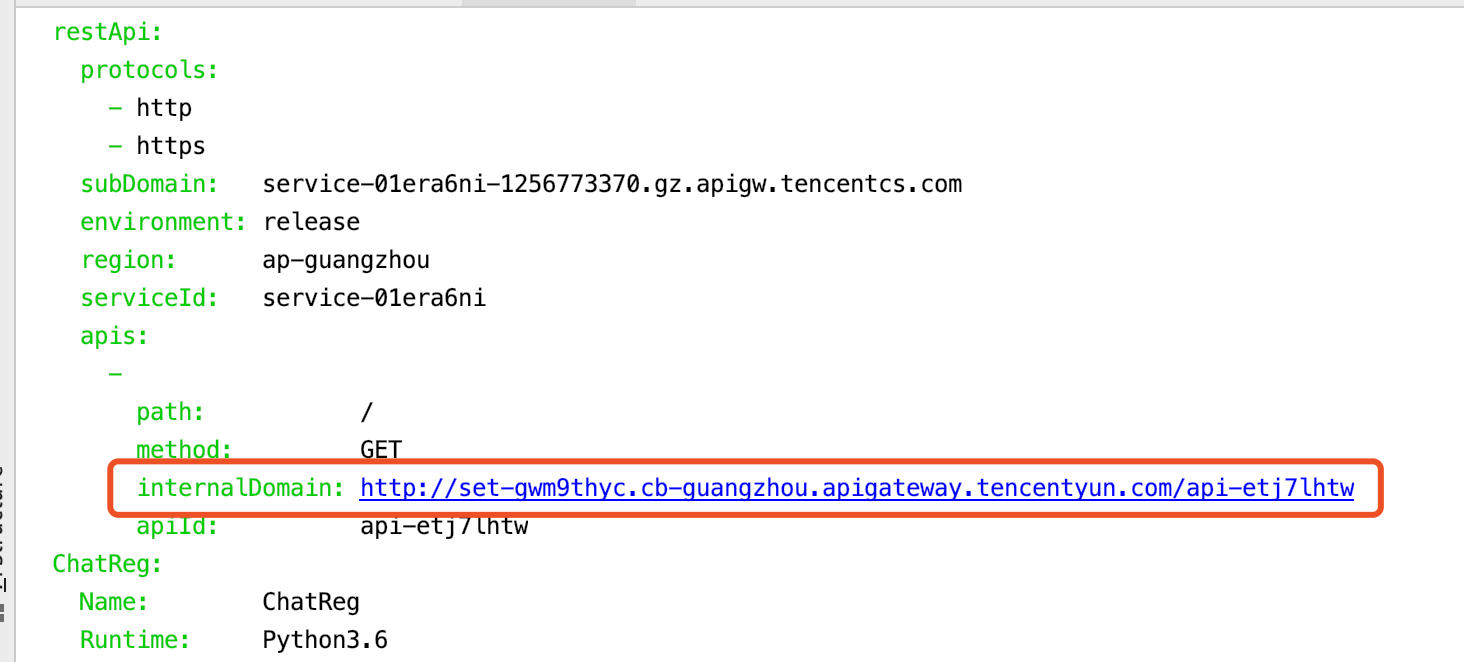 restApi:
protocols:
- http
- https
subDomain: service-01era6ni-1256773370.gz.apigw.tencentcs.com
environment: release
region: ap-guangzhou
serviceId: service-01era6ni
apis:
-
path: /
method: GET
internalDomain: http://set-gwm9thyc.cb-guangzhou.apigateway.tencentyun.com/api-etj7lhtw
apiId: api-etj7lhtw
ChatReg:
Name: ChatReg
Runtime: Python3.6